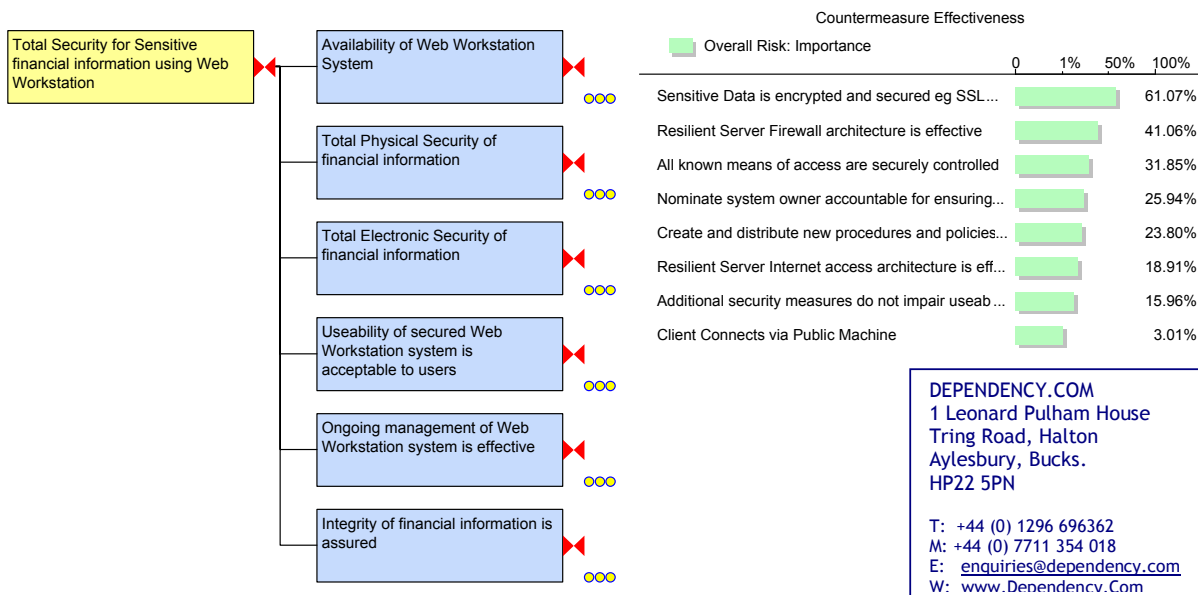 Total Security for Sensitive
financial information using Web
Workstation
Availability of Web Workstation
System
Total Physical Security of
financial information
Total Electronic Security of
financial information
Useability of secured Web
Workstation system is
acceptable to users
Ongoing management of Web
Workstation system is effective
Integrity of financial information is
assured
Countermeasure Effectiveness
Overall Risk: Importance
0 1% 50% 100%
Sensitive Data is encrypted and secured eg SSL... 61.07%
Resilient Server Firewall architecture is effective 41.06%
All known means of access are securely controlled 31.85%
Nominate system owner accountable for ensuring... 25.94%
Create and distribute new procedures and policies... 23.80%
Resilient Server Internet access architecture is eff... 18.91%
Additional security measures do not impair useab ... 15.96%
Client Connects via Public Machine 3.01%
DEPENDENCY.COM
1 Leonard Pulham House
Tring Road, Halton
Aylesbury, Bucks.
HP22 5PN
T: +44 (0) 1296 696362
M: +44 (0) 7711 354 018
E: enquiries@dependency.com
W: www.Dependency.Com